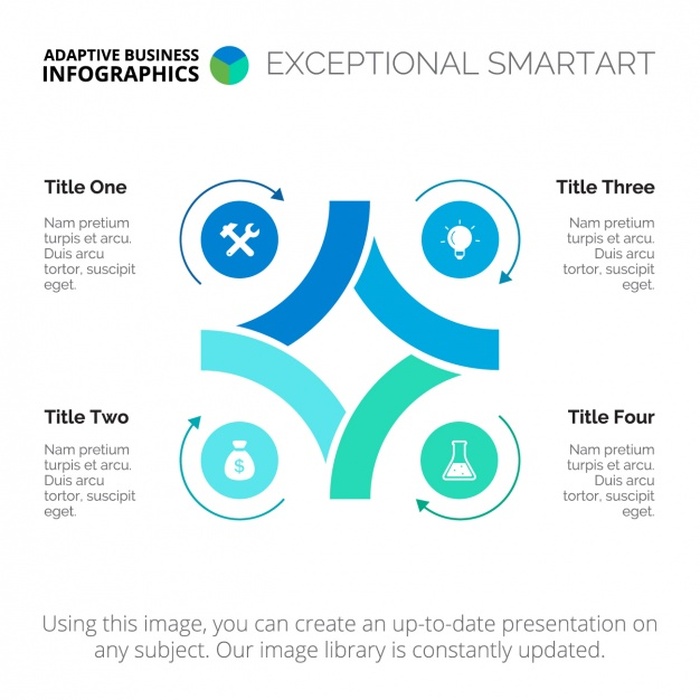 ADAPTIVE BUSINESS
INFOGRAPHICS
EXCEPTIONAL SMARTART
Title One
Nam pretium
turpis et arcu.
Duis arcu
tortor, suscipit
eget.
Title Three
Nam pretium
turpis et arcu.
Duis arcu
tortor, suscipit
eget.
Title Two
Nam pretium
turpis et arcu.
Duis arcu
tortor, suscipit
eget.
$
Title Four
Nam pretium
turpis et arcu.
Duis arcu
tortor, suscipit
eget.
Using this image, you can create an up-to-date presentation on
any subject. Our image library is constantly updated.